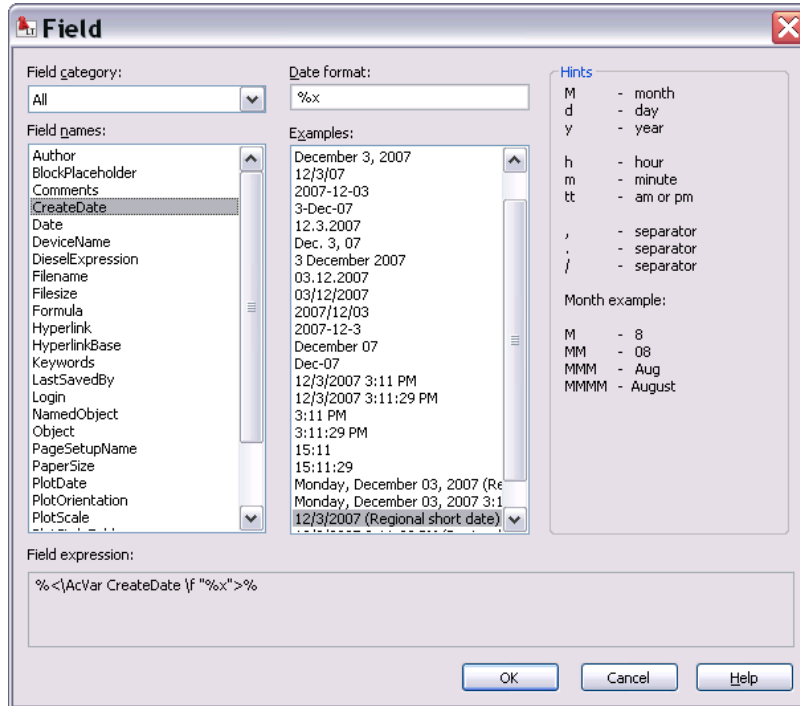 Field
Field category:
All
Field names:
Author
BlockPlaceholder
Comments
CreateDate
Date
DeviceName
DieselExpression
Filename
Filesize
Formula
Hyperlink
HyperlinkBase
Keywords
LastSavedBy
Login
NamedObject
Object
PageSetupName
PaperSize
PlotDate
PlotOrientation
PlotScale
Date format:
%x
Examples:
December 3, 2007
12/3/07
2007-12-03
3-Dec-07
12.3.2007
Dec. 3, 07
3 December 2007
03.12.2007
03/12/2007
2007/12/03
2007-12-3
December 07
Dec-07
12/3/2007 3:11 PM
12/3/2007 3:11:29 PM
3:11 PM
3:11:29 PM
15:11
15:11:29
Monday, December 03, 2007 (Re
Monday, December 03, 2007 3:1
12/3/2007 (Regional short date)
Hints
M - month
d - day
y - year
h - hour
m - minute
tt - am or pm
, - separator
. - separator
/ - separator
Month example:
M - 8
MM - 08
MMM - Aug
MMMM - August
Field expression:
%<\AcVar CreateDate \f "%x">%
OK
Cancel
Help